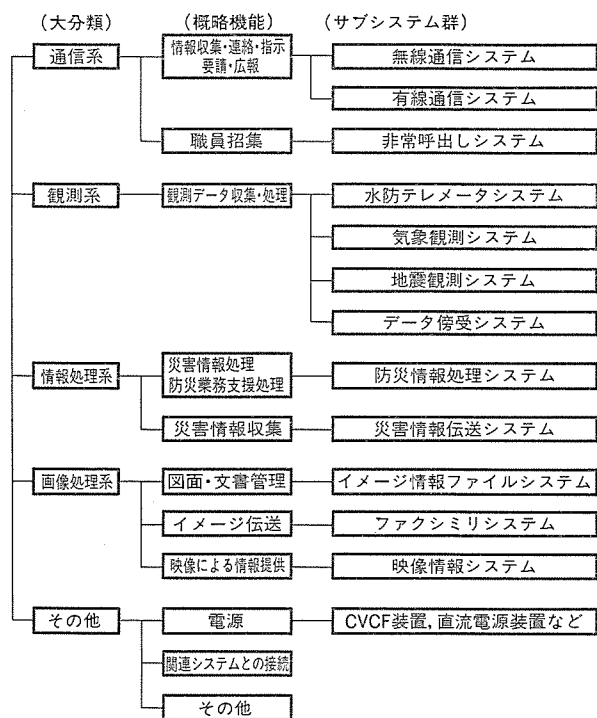 （大分類） （概略機能） （サブシステム群）
通信系 情報収集・連絡・指示 無線通信システム
要請・広報
有線通信システム
職員招集 非常呼出しシステム
観測系 観測データ収集・処理 水防テレメータシステム
気象観測システム
地震観測システム
データ傍受システム
情報処理系 災害情報処理 防災情報処理システム
防災業務支援処理
災害情報収集 災害情報伝送システム
画像処理系 図面・文書管理 イメージ情報ファイルシステム
イメージ伝送 ファクシミリシステム
映像による情報提供 映像情報システム
その他 電源 CVCF装置，直流電源装置など
関連システムとの接続
その他